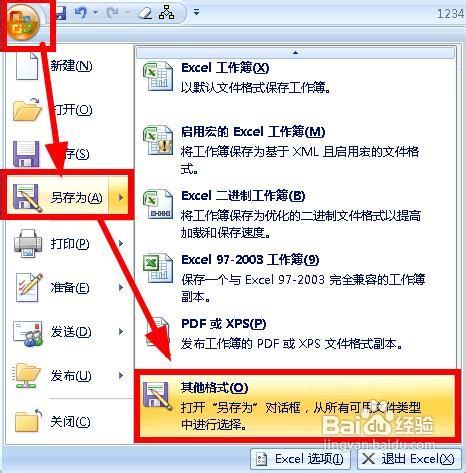 1234
新建(N)
打开(O)
保存(S)
另存为(A)
打印(P)
准备(E)
发送(D)
发布(U)
关闭(C)
Excel 工作簿(X)
以默认文件格式保存工作簿。
启用宏的 Excel 工作簿(M)
将工作簿保存为基于 XML 且启用宏的文件格
式。
Excel 二进制工作簿(B)
将工作簿保存为优化的二进制文件格式以提高
加载和保存速度。
Excel 97-2003 工作簿(9)
保存一个与 Excel 97-2003 完全兼容的工作簿
副本。
PDF 或 XPS(P)
发布工作簿的 PDF 或 XPS 文件格式副本。
其他格式(O)
打开“另存为”对话框，从所有可用文件类型
中进行选择。
Baidu 经验
jingyan.baidu.com
Excel 选项(I)
退出 Excel(X)